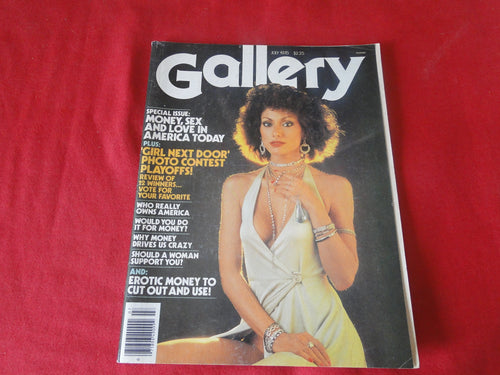 JULY 1976 $2.25
Gallery
SPECIAL ISSUE:
MONEY, SEX
AND LOVE IN
AMERICA TODAY
PLUS:
'GIRL NEXT DOOR'
PHOTO CONTEST
PLAYOFFS!
REVIEW OF
12 WINNERS...
VOTE FOR
YOUR FAVORITE
WHO REALLY
OWNS AMERICA
WOULD YOU DO
IT FOR MONEY?
WHY MONEY
DRIVES US CRAZY
SHOULD A WOMAN
SUPPORT YOU?
AND:
EROTIC MONEY TO
CUT OUT AND USE!